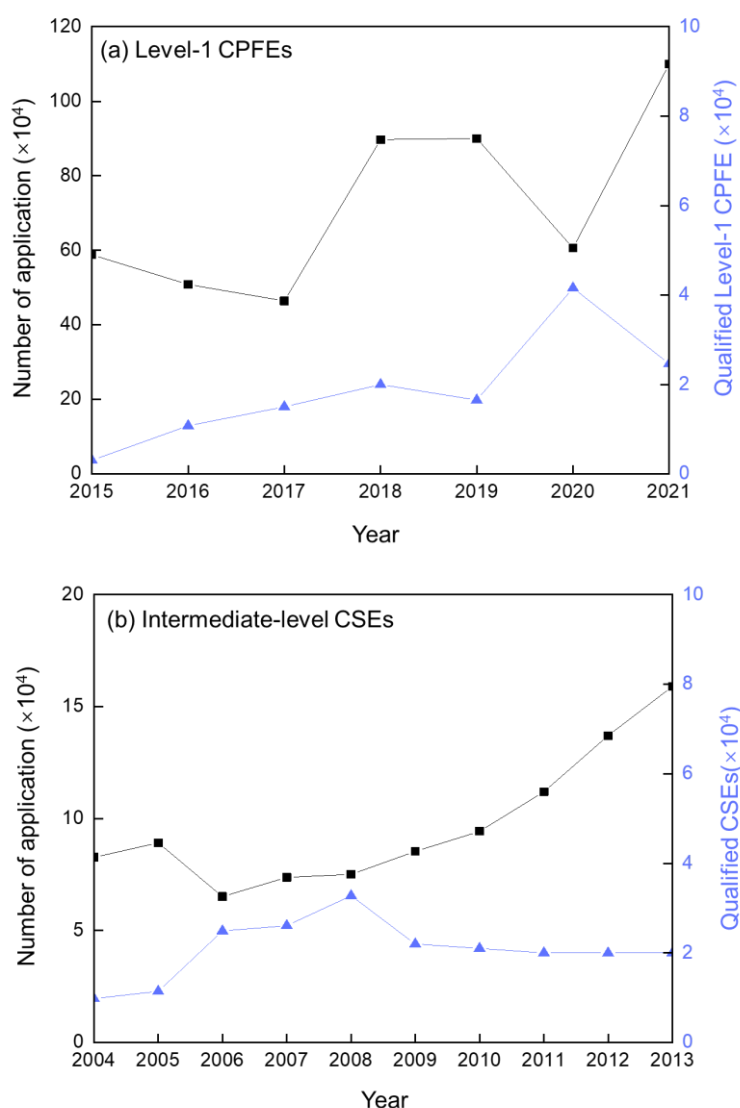 (a) Level-1 CPFEs
Number of application (×10⁴)
120
100
80
60
40
20
0
Qualified Level-1 CPFE (×10⁴)
10
8
6
4
2
0
2015 2016 2017 2018 2019 2020 2021
Year
(b) Intermediate-level CSEs
Number of application (×10⁴)
20
15
10
5
0
Qualified CSEs(×10⁴)
10
8
6
4
2
0
2004 2005 2006 2007 2008 2009 2010 2011 2012 2013
Year